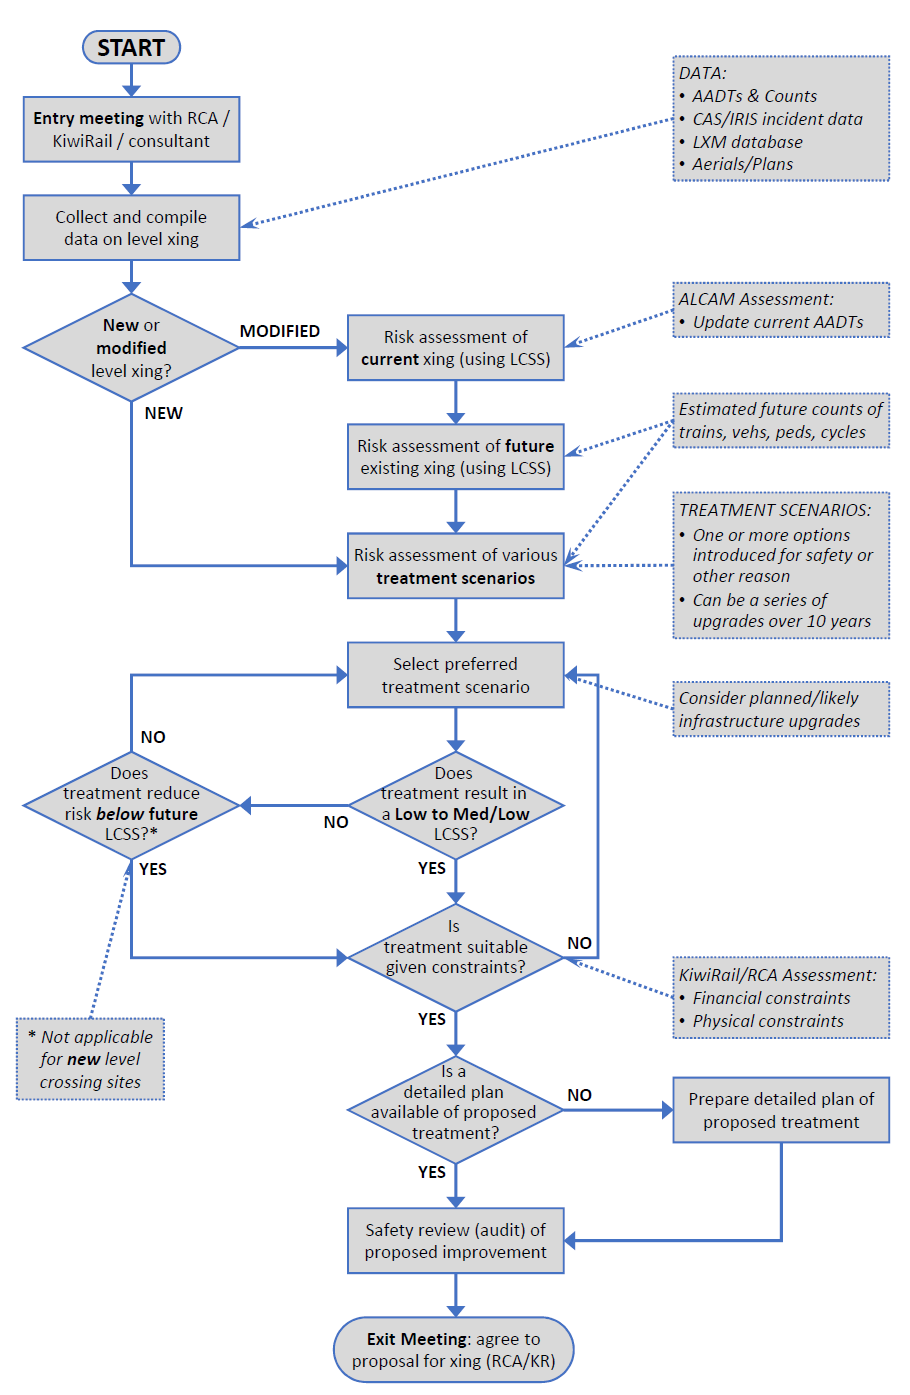 START
Entry meeting with RCA /
KiwiRail / consultant
DATA:
• AADTs & Counts
• CAS/IRIS incident data
• LXM database
• Aerials/Plans
Collect and compile
data on level xing
New or
modified
level xing?
MODIFIED
NEW
Risk assessment of
current xing (using LCSS)
ALCAM Assessment:
• Update current AADTs
Risk assessment of future
existing xing (using LCSS)
Estimated future counts of
trains, vehs, peds, cycles
Risk assessment of various
treatment scenarios
TREATMENT SCENARIOS:
• One or more options
introduced for safety or
other reason
• Can be a series of
upgrades over 10 years
Select preferred
treatment scenario
Consider planned/likely
infrastructure upgrades
NO
Does
treatment reduce
risk below future
LCSS?*
YES
NO
Does
treatment result in
a Low to Med/Low
LCSS?
YES
Is
treatment suitable
given constraints?
NO
YES
KiwiRail/RCA Assessment:
• Financial constraints
• Physical constraints
* Not applicable
for new level
crossing sites
Is a
detailed plan
available of proposed
treatment?
NO
YES
Prepare detailed plan of
proposed treatment
Safety review (audit) of
proposed improvement
Exit Meeting: agree to
proposal for xing (RCA/KR)